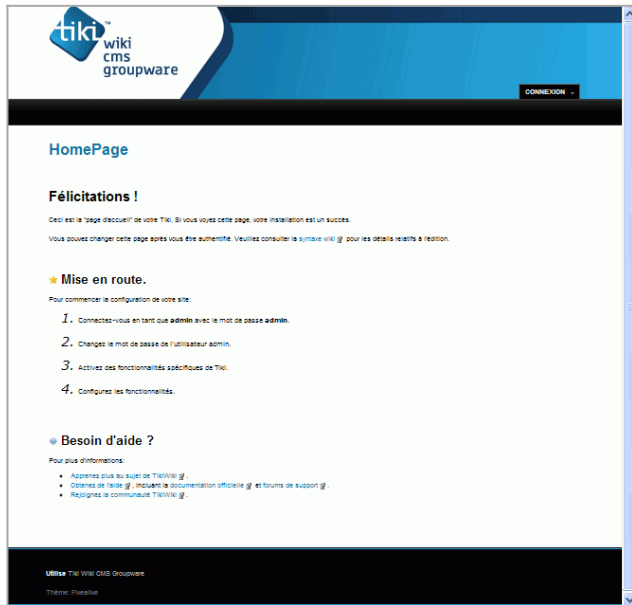 tiki™
wiki
cms
groupware
CONNEXION
HomePage
Félicitations !
Ceci est la "page d'accueil" de votre Tiki. Si vous voyez cette page, votre installation est un succès.
Vous pouvez changer cette page après vous être authentifié. Veuillez consulter la syntaxe wiki pour les détails relatifs à l'édition.
Mise en route.
Pour commencer la configuration de votre site:
1. Connectez-vous en tant que admin avec le mot de passe admin.
2. Changez le mot de passe de l'utilisateur admin.
3. Activez des fonctionnalités spécifiques de Tiki.
4. Configurez les fonctionnalités.
Besoin d'aide ?
Pour plus d'informations:
• Apprenez plus au sujet de TikiWiki .
• Obtenez de l'aide , incluant la documentation officielle et forums de support .
• Rejoignez la communauté TikiWiki .
Utilise Tiki Wiki CMS Groupware
Thème: Fivealive